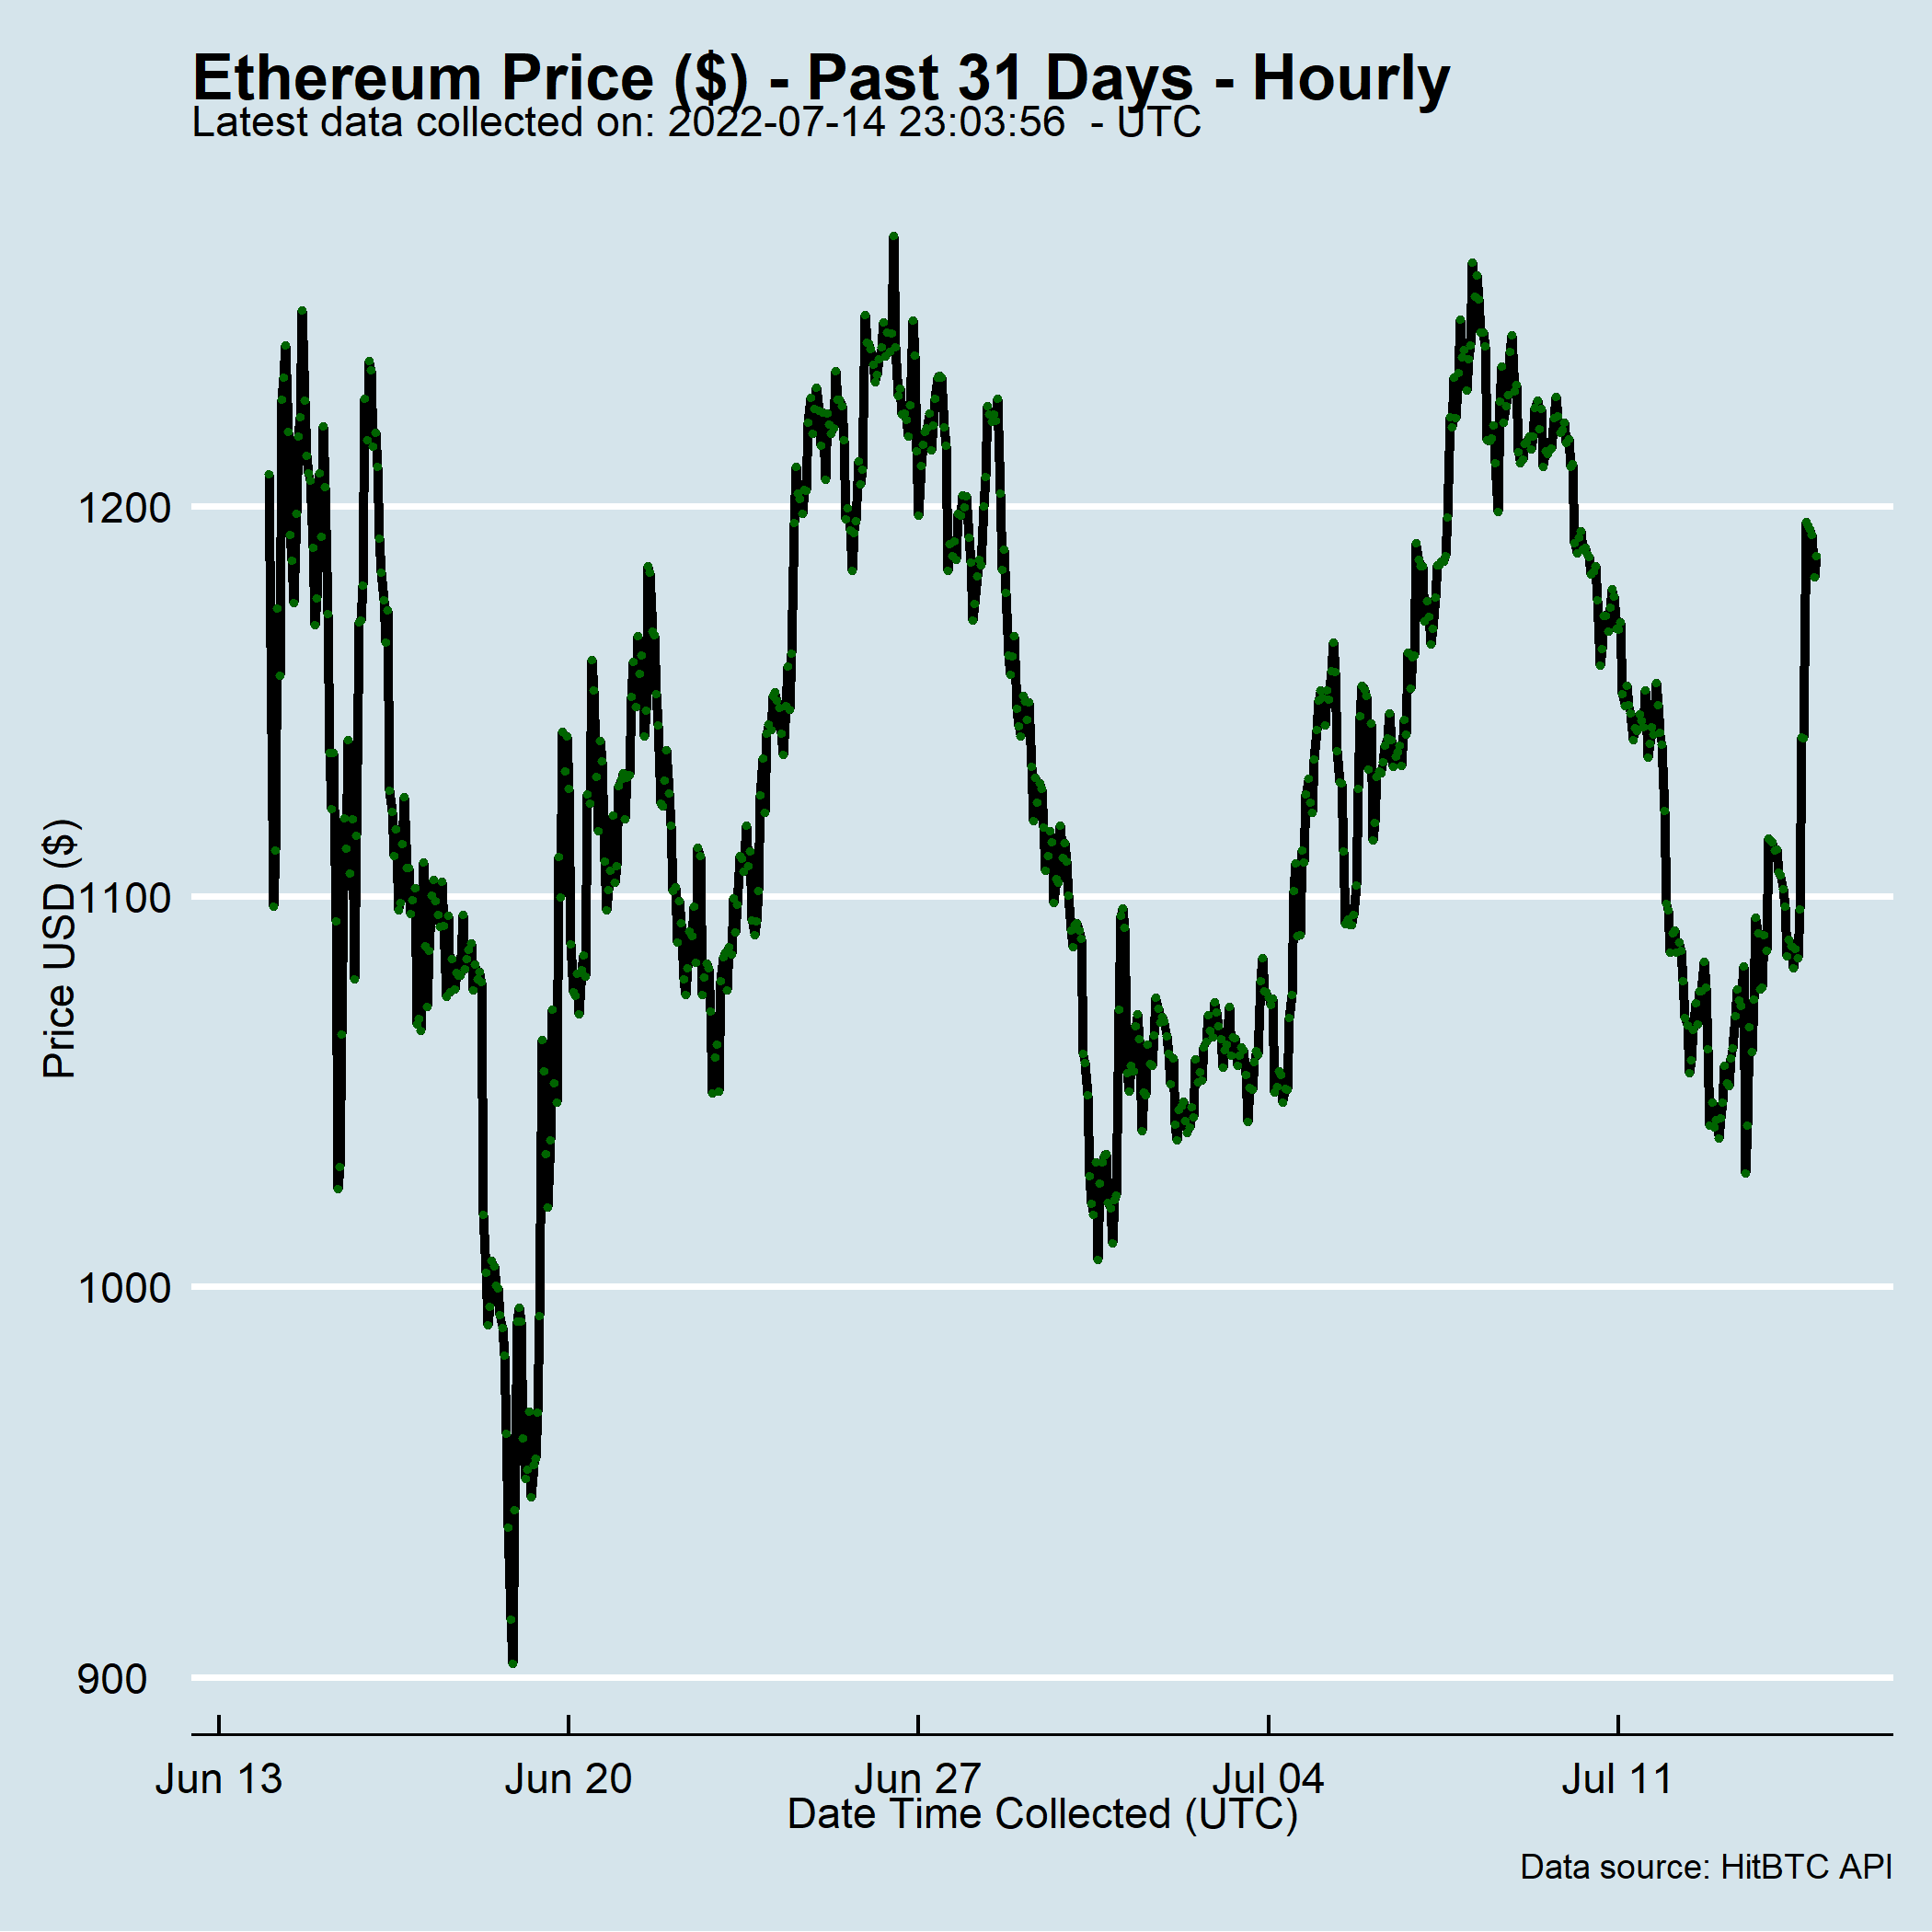 Ethereum Price ($) - Past 31 Days - Hourly
Latest data collected on: 2022-07-14 23:03:56  - UTC
Price USD ($)
1200
1100
1000
900
Jun 13
Jun 20
Jun 27
Jul 04
Jul 11
Date Time Collected (UTC)
Data source: HitBTC API